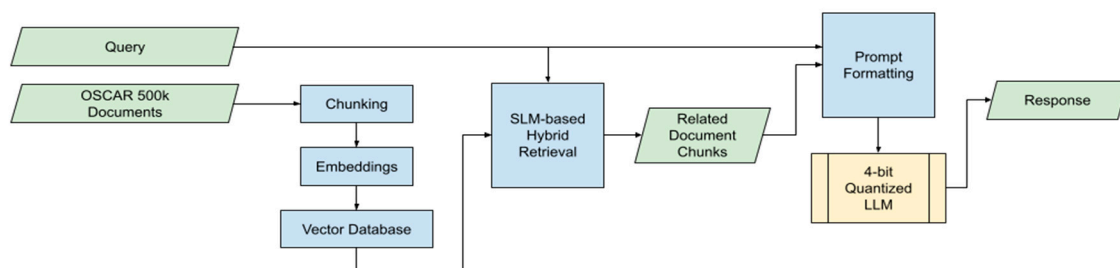 Query
OSCAR 500k
Documents
Chunking
Embeddings
Vector Database
SLM-based
Hybrid
Retrieval
Related
Document
Chunks
Prompt
Formatting
4-bit
Quantized
LLM
Response